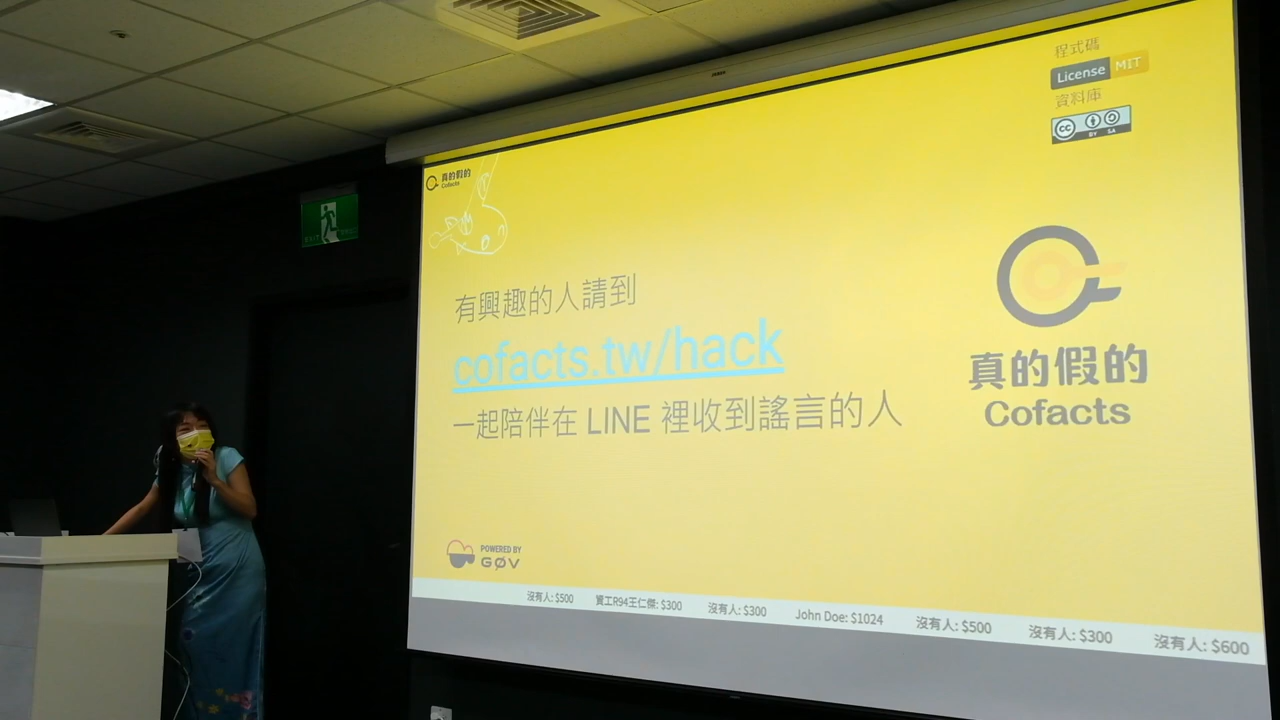 程式碼
License MIT
資料庫
CC BY SA
真的假的
Cofacts
有興趣的人請到
cofacts.tw/hack
一起陪伴在 LINE 裡收到謠言的人
真的假的
Cofacts
POWERED BY
GØV
沒有人: $500 資工R94王仁傑: $300 沒有人: $300 John Doe: $1024 沒有人: $500 沒有人: $300 沒有人: $600